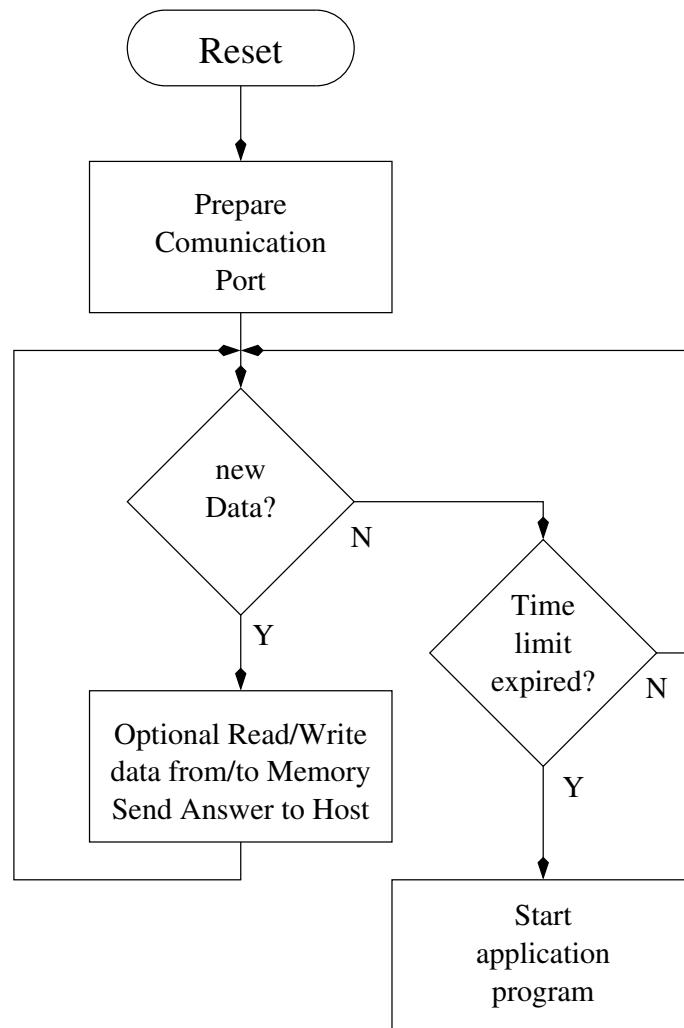 Reset
Prepare
Comunication
Port
new
Data?
N
Y
Time
limit
expired?
N
Y
Optional Read/Write
data from/to Memory
Send Answer to Host
Start
application
program